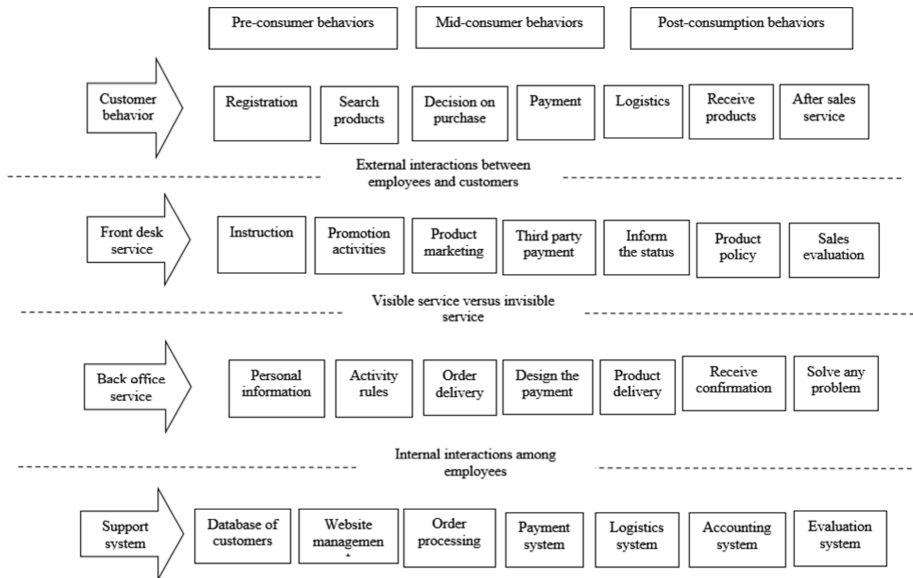 Pre-consumer behaviors
Mid-consumer behaviors
Post-consumption behaviors
Customer
behavior
Registration
Search
products
Decision on
purchase
Payment
Logistics
Receive
products
After sales
service
External interactions between
employees and customers
Front desk
service
Instruction
Promotion
activities
Product
marketing
Third party
payment
Inform
the status
Product
policy
Sales
evaluation
Visible service versus invisible
service
Back office
service
Personal
information
Activity
rules
Order
delivery
Design the
payment
Product
delivery
Receive
confirmation
Solve any
problem
Internal interactions among
employees
Support
system
Database of
customers
Website
managemen
Order
processing
Payment
system
Logistics
system
Accounting
system
Evaluation
system